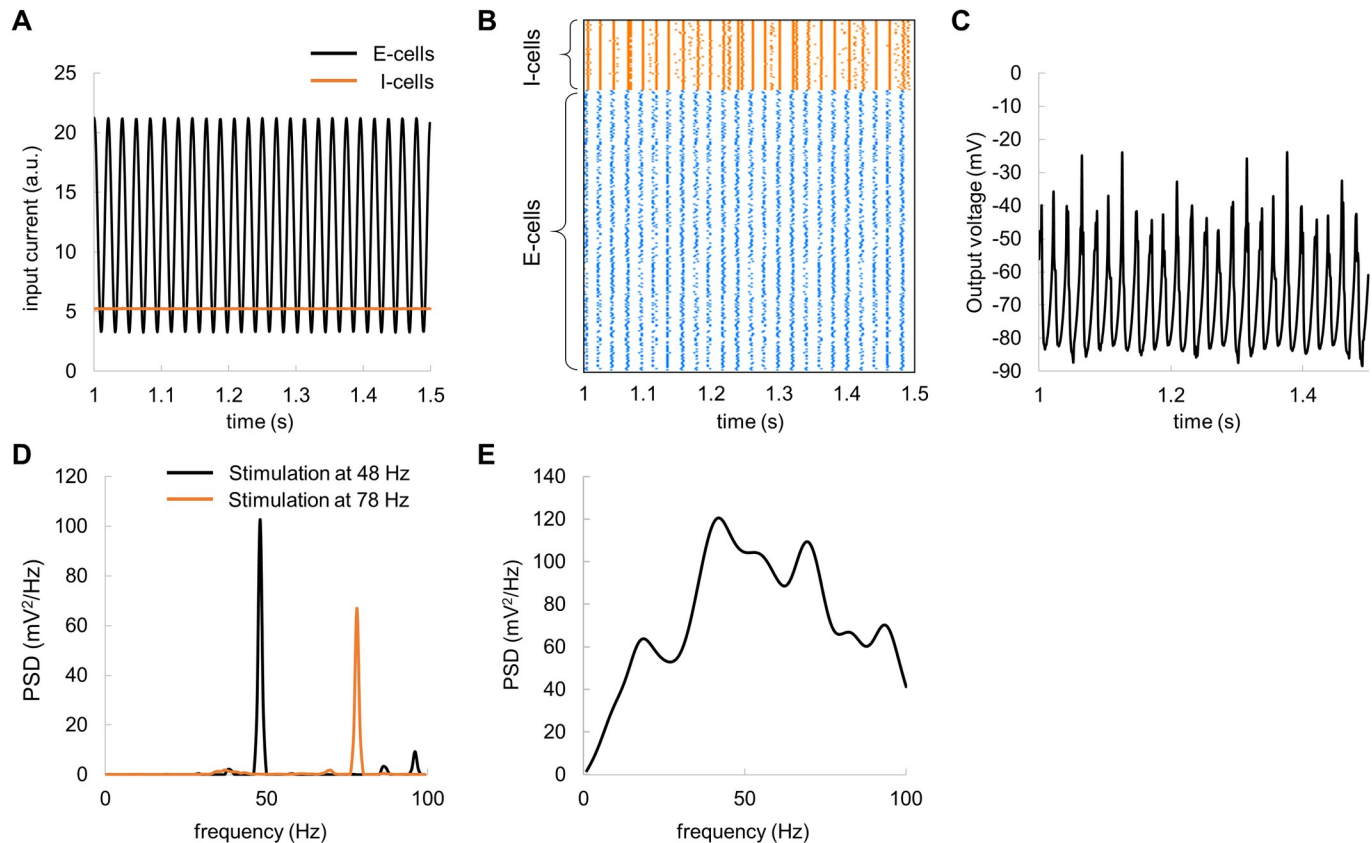 A
E-cells
I-cells
25
20
15
10
5
0
input current (a.u.)
1 1.1 1.2 1.3 1.4 1.5
time (s)
B
I-cells
E-cells
1 1.1 1.2 1.3 1.4 1.5
time (s)
C
0
-10
-20
-30
-40
-50
-60
-70
-80
-90
Output voltage (mV)
1 1.2 1.4
time (s)
D
Stimulation at 48 Hz
Stimulation at 78 Hz
120
100
80
60
40
20
0
PSD (mV²/Hz)
0 50 100
frequency (Hz)
E
140
120
100
80
60
40
20
0
PSD (mV²/Hz)
0 50 100
frequency (Hz)